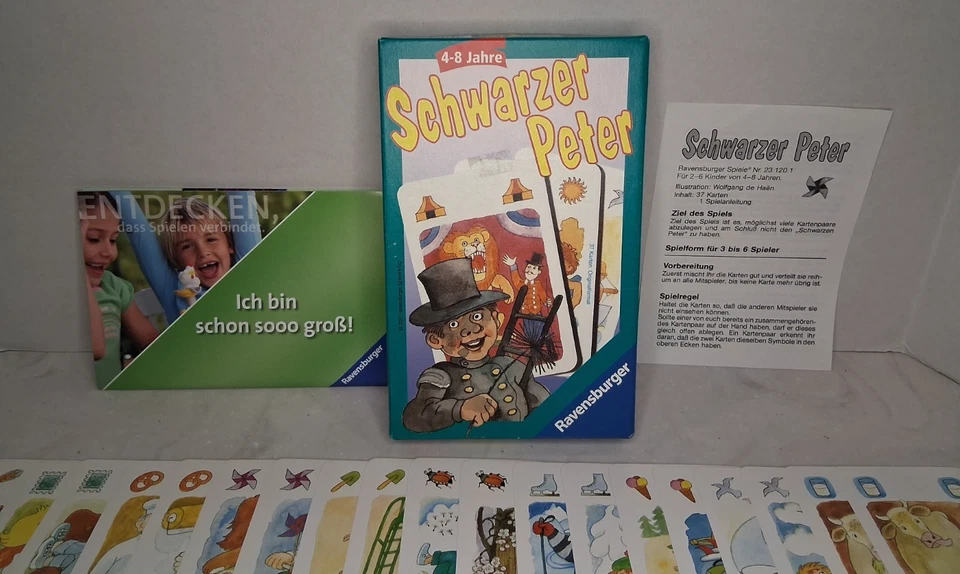 ENTDECKEN,
dass Spielen verbindet.
Ich bin
schon sooo groß!
Ravensburger
4-8 Jahre
Schwarzer
Peter
37 Karten, Originalformat
Ravensburger
Schwarzer Peter
Ravensburger Spiele® Nr. 23.120.1
Für 2–6 Kinder von 4–8 Jahren.
Illustration: Wolfgang de Haën.
Inhalt: 37 Karten
1 Spielanleitung
Ziel des Spiels
Ziel des Spiels ist es, möglichst viele Kartenpaare
abzulegen und am Schluß nicht den „Schwarzen
Peter“ zu haben.
Spielform für 3 bis 6 Spieler
Vorbereitung
Zuerst mischt ihr die Karten gut und verteilt sie reih-
um an alle Mitspieler, bis keine Karte mehr übrig ist.
Spielregel
Haltet die Karten so, daß die anderen Mitspieler sie
nicht einsehen können.
Sollte einer von euch bereits ein zusammengehören-
des Kartenpaar auf der Hand haben, darf er dieses
gleich offen ablegen. Ein Kartenpaar erkennt ihr
daran, daß die zwei Karten dieselben Symbole in den
oberen Ecken haben.